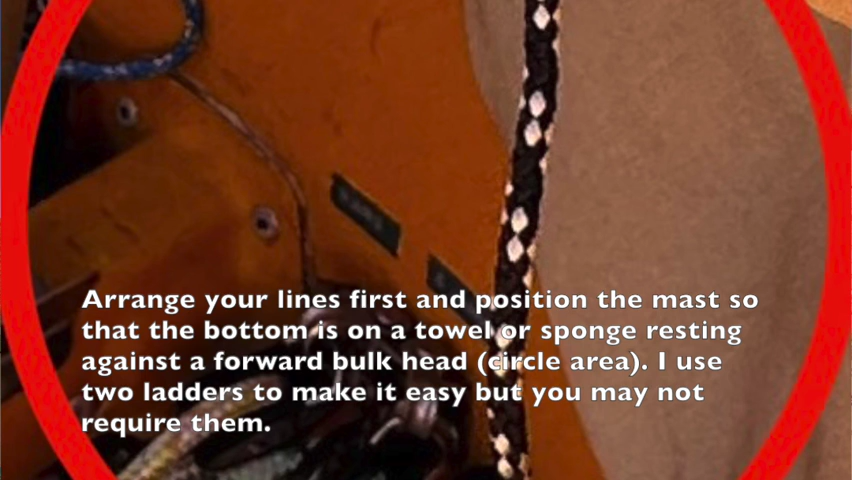 Arrange your lines first and position the mast so
that the bottom is on a towel or sponge resting
against a forward bulk head (circle area). I use
two ladders to make it easy but you may not
require them.